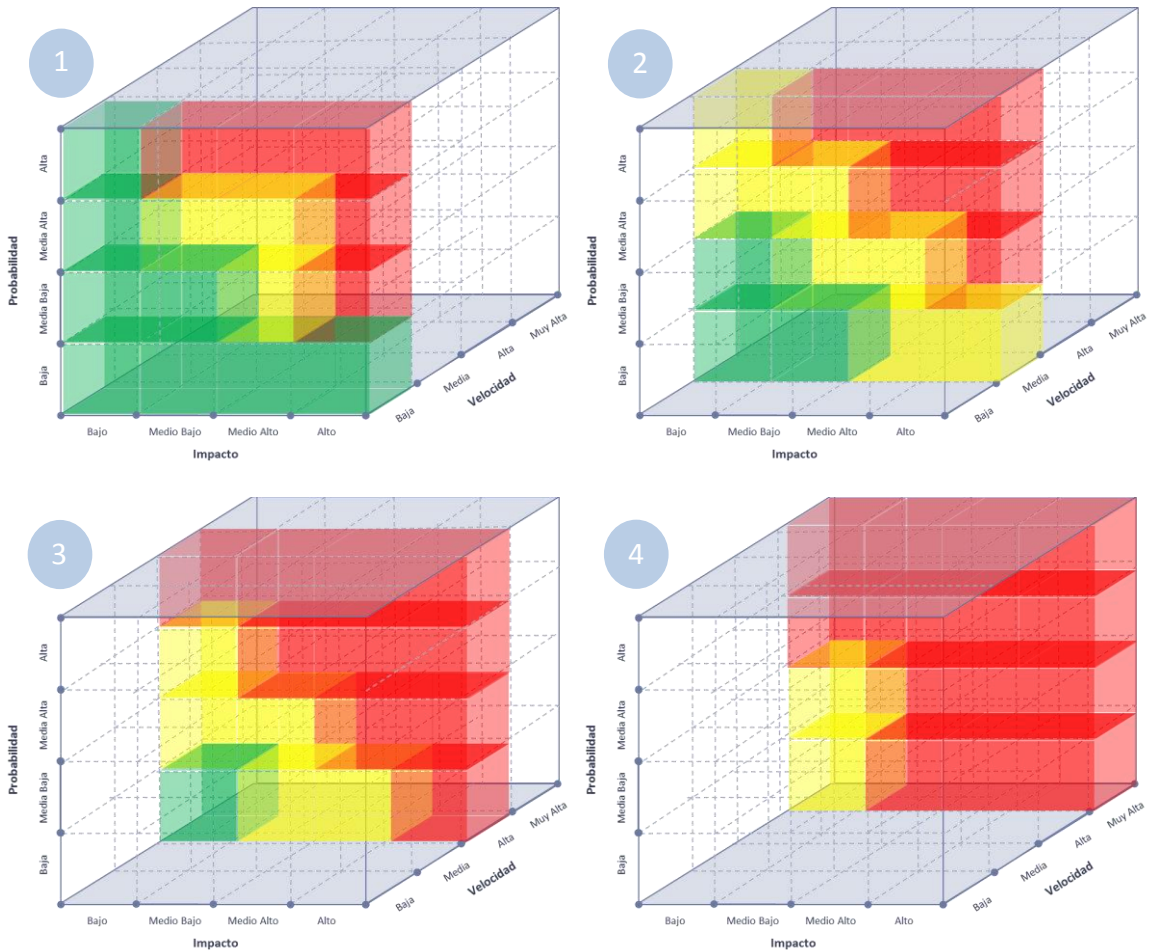 1
Probabilidad
Alta
Media Alta
Media Baja
Baja
Bajo
Medio Bajo
Medio Alto
Alto
Impacto
Baja
Media
Alta
Muy Alta
Velocidad
2
Probabilidad
Alta
Media Alta
Media Baja
Baja
Bajo
Medio Bajo
Medio Alto
Alto
Impacto
Baja
Media
Alta
Muy Alta
Velocidad
3
Probabilidad
Alta
Media Alta
Media Baja
Baja
Bajo
Medio Bajo
Medio Alto
Alto
Impacto
Baja
Media
Alta
Muy Alta
Velocidad
4
Probabilidad
Alta
Media Alta
Media Baja
Baja
Bajo
Medio Bajo
Medio Alto
Alto
Impacto
Baja
Media
Alta
Muy Alta
Velocidad